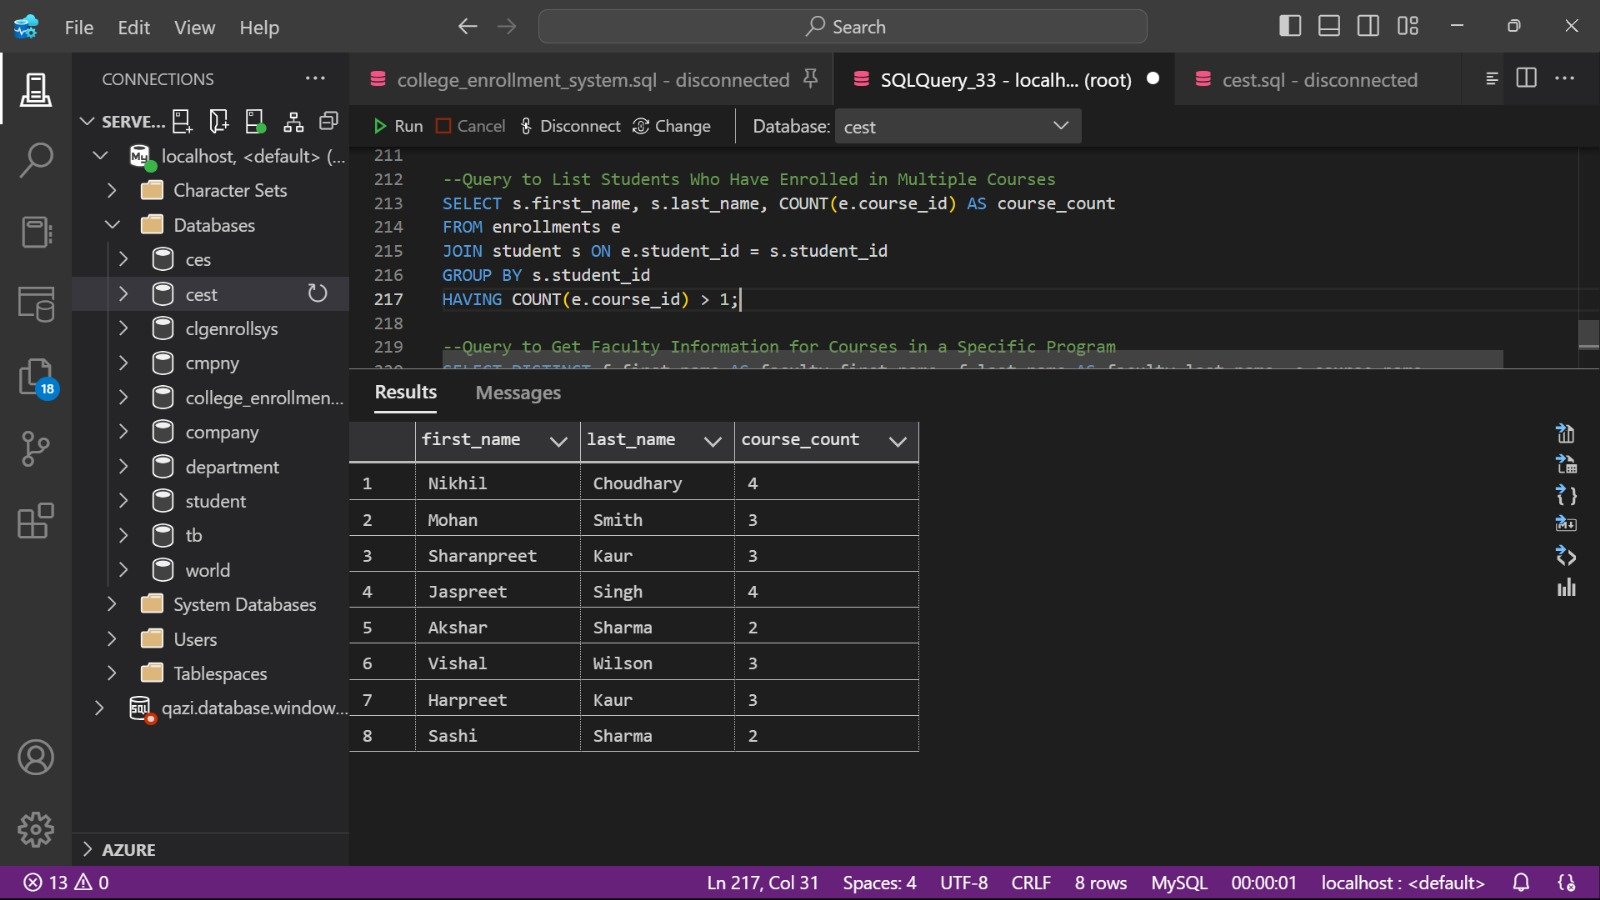 File Edit View Help
Search
CONNECTIONS
SERVE...
localhost, <default> (...
Character Sets
Databases
ces
cest
clgenrollsys
cmpny
college_enrollmen...
company
department
student
tb
world
System Databases
Users
Tablespaces
qazi.database.window...
AZURE
18
college_enrollment_system.sql - disconnected
SQLQuery_33 - localh... (root)
cest.sql - disconnected
Run Cancel Disconnect Change Database: cest
211
212 --Query to List Students Who Have Enrolled in Multiple Courses
213 SELECT s.first_name, s.last_name, COUNT(e.course_id) AS course_count
214 FROM enrollments e
215 JOIN student s ON e.student_id = s.student_id
216 GROUP BY s.student_id
217 HAVING COUNT(e.course_id) > 1;
218
219 --Query to Get Faculty Information for Courses in a Specific Program
Results Messages
first_name last_name course_count
1 Nikhil Choudhary 4
2 Mohan Smith 3
3 Sharanpreet Kaur 3
4 Jaspreet Singh 4
5 Akshar Sharma 2
6 Vishal Wilson 3
7 Harpreet Kaur 3
8 Sashi Sharma 2
13 0
Ln 217, Col 31 Spaces: 4 UTF-8 CRLF 8 rows MySQL 00:00:01 localhost : <default>